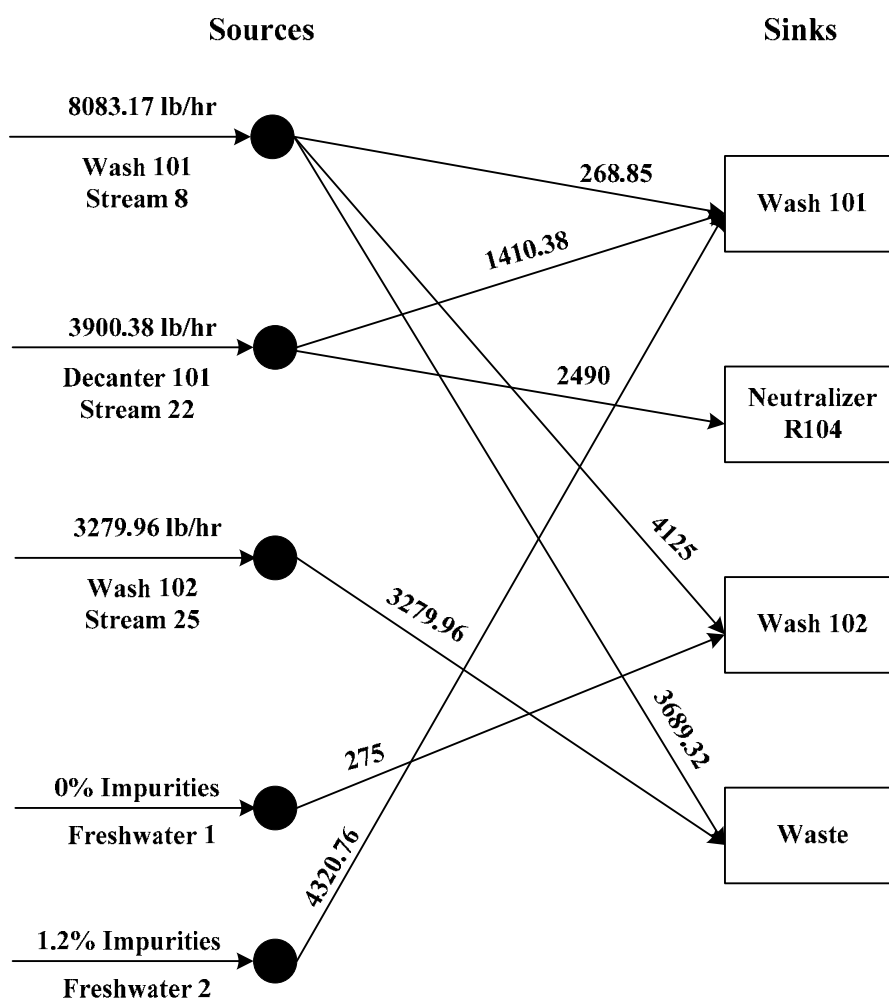 Sources
Sinks
8083.17 lb/hr
Wash 101
Stream 8
268.85
Wash 101
1410.38
3900.38 lb/hr
Decanter 101
Stream 22
2490
Neutralizer
R104
3279.96 lb/hr
Wash 102
Stream 25
4125
3279.96
Wash 102
3689.32
275
0% Impurities
Freshwater 1
Waste
4320.76
1.2% Impurities
Freshwater 2